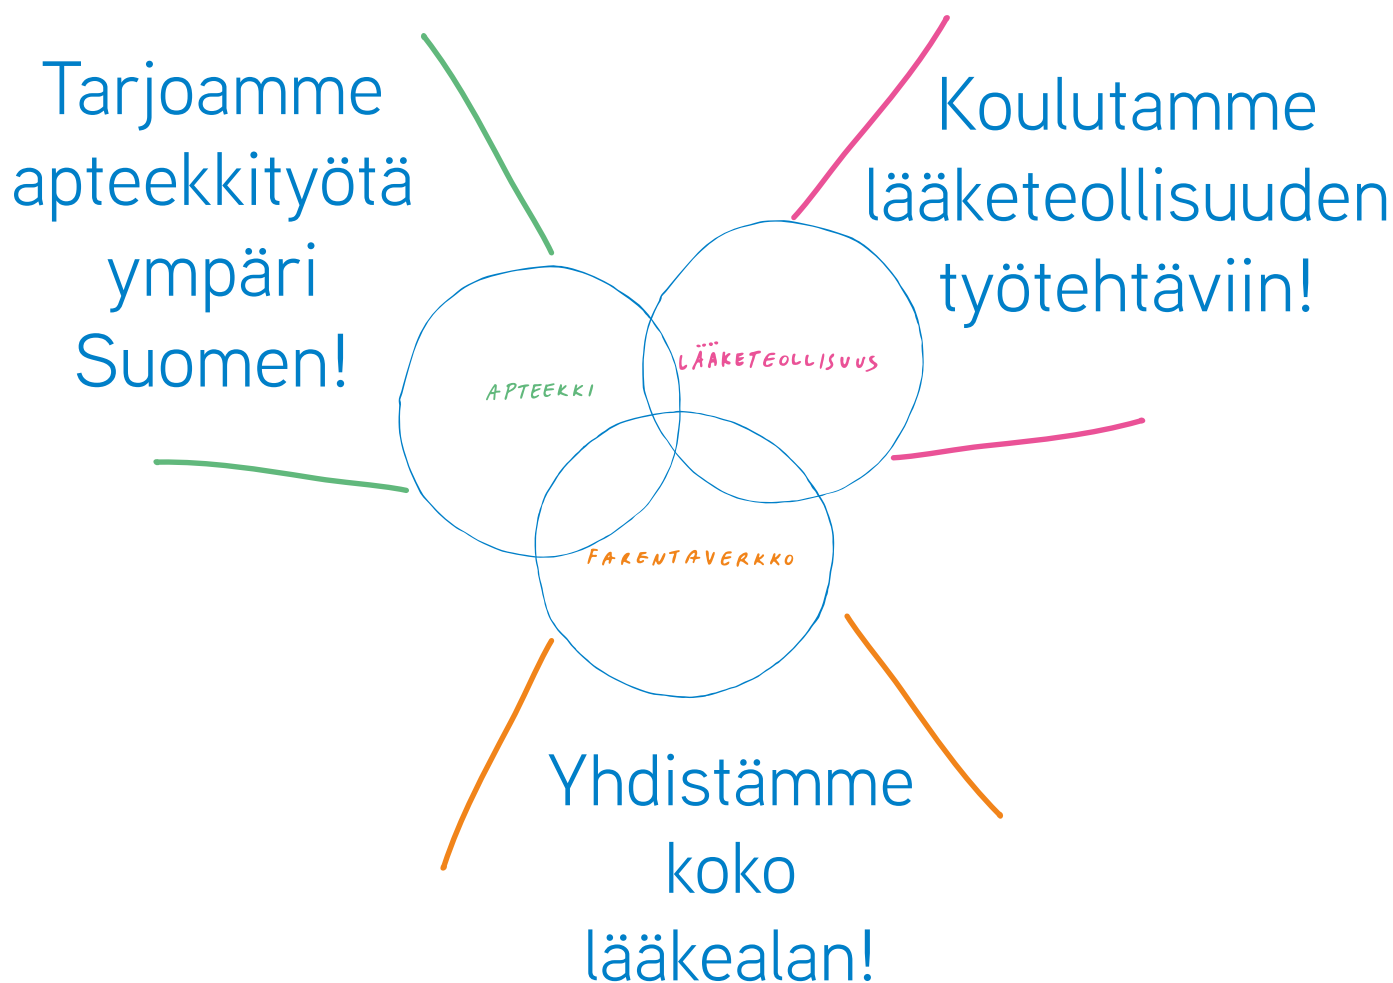 Tarjoamme
apteekkityötä
ympäri
Suomen!
Koulutamme
lääketeollisuuden
työtehtäviin!
APTEEKKI
LÄÄKETEOLLISUUS
FARENTAVERKKO
Yhdistämme
koko
lääkealan!